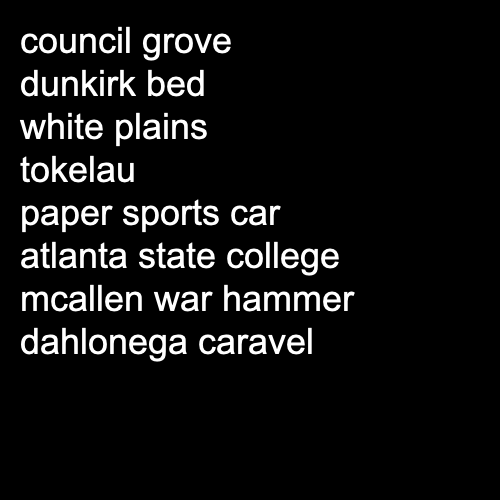 council grove
dunkirk bed
white plains
tokelau
paper sports car
atlanta state college
mcallen war hammer
dahlonega caravel